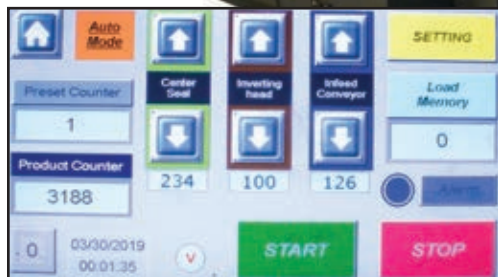 Auto
Mode
SETTING
Preset Counter
1
Center
Seal
Inverting
head
Infeed
Conveyor
Load
Memory
0
Product Counter
3188
234
100
126
Alarm
. 0
03/30/2019
00:01:35
V
START
STOP